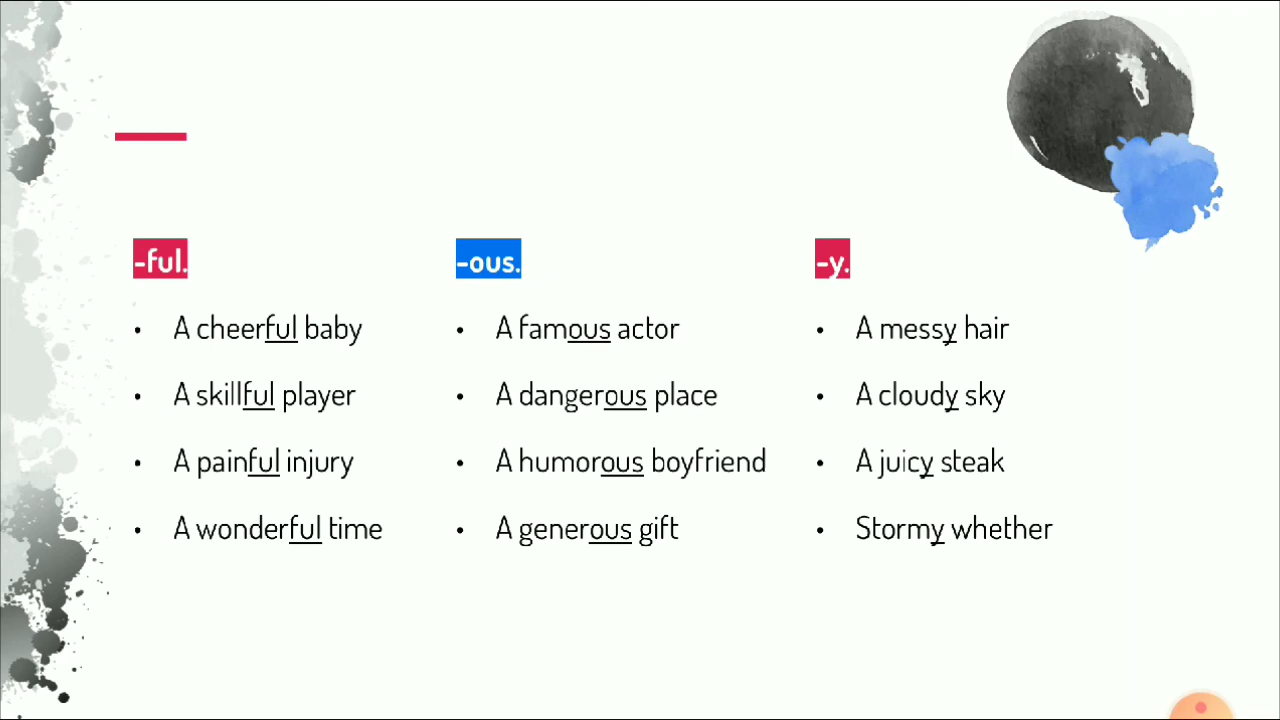 -ful.
• A cheerful baby
• A skillful player
• A painful injury
• A wonderful time
-ous.
• A famous actor
• A dangerous place
• A humorous boyfriend
• A generous gift
-y.
• A messy hair
• A cloudy sky
• A juicy steak
• Stormy whether